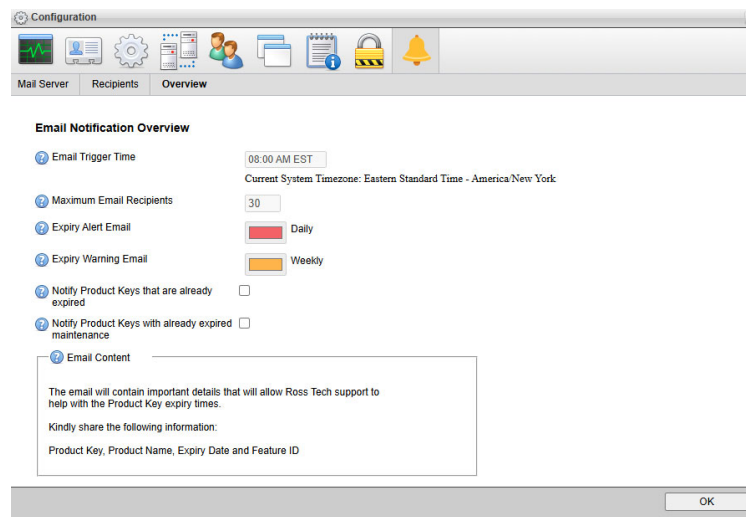 Configuration
Mail Server Recipients Overview
Email Notification Overview
Email Trigger Time 08:00 AM EST
Current System Timezone: Eastern Standard Time - America/New York
Maximum Email Recipients 30
Expiry Alert Email Daily
Expiry Warning Email Weekly
Notify Product Keys that are already
expired
Notify Product Keys with already expired
maintenance
Email Content
The email will contain important details that will allow Ross Tech support to
help with the Product Key expiry times.
Kindly share the following information:
Product Key, Product Name, Expiry Date and Feature ID
OK